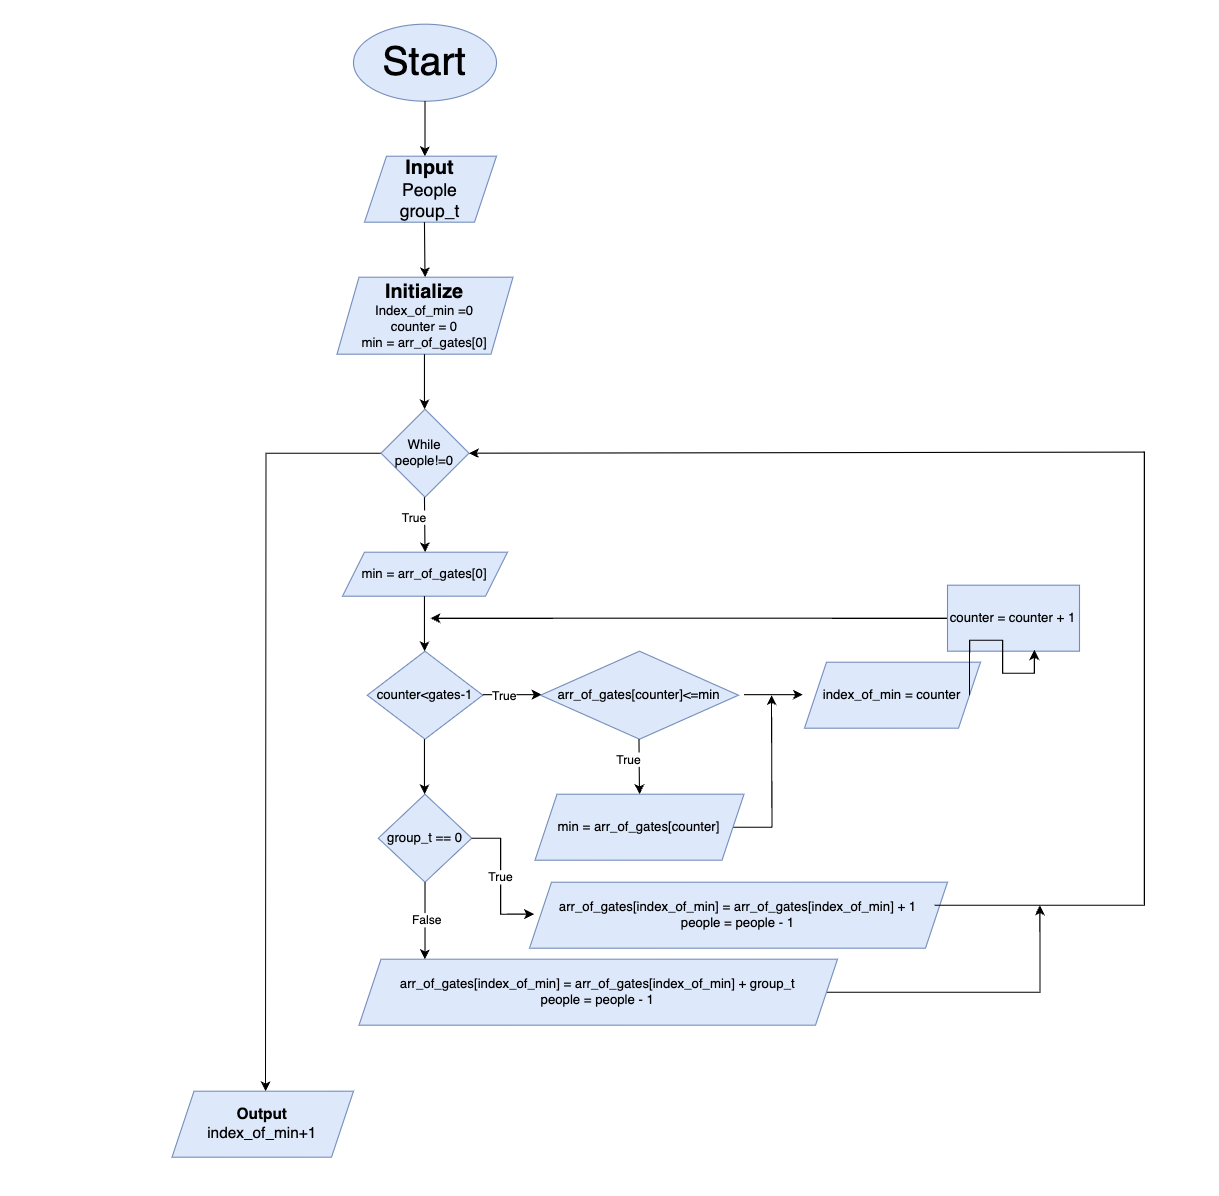 Start
Input
People
group_t
Initialize
Index_of_min =0
counter = 0
min = arr_of_gates[0]
While
people!=0
True
min = arr_of_gates[0]
counter = counter + 1
counter<gates-1
True
arr_of_gates[counter]<=min
index_of_min = counter
True
min = arr_of_gates[counter]
group_t == 0
True
arr_of_gates[index_of_min] = arr_of_gates[index_of_min] + 1
people = people - 1
False
arr_of_gates[index_of_min] = arr_of_gates[index_of_min] + group_t
people = people - 1
Output
index_of_min+1